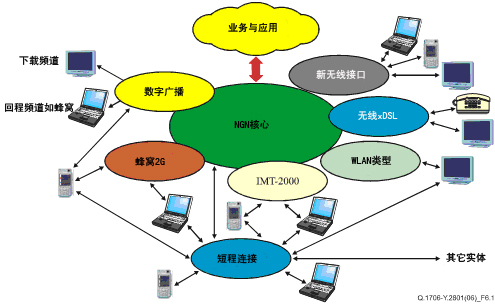 业务与应用
下载频道
数字广播
新无线接口
回程频道如蜂窝
NGN核心
无线xDSL
蜂窝2G
IMT-2000
WLAN类型
短程连接
其它实体
Q.1706-Y.2801(06)_F6.1